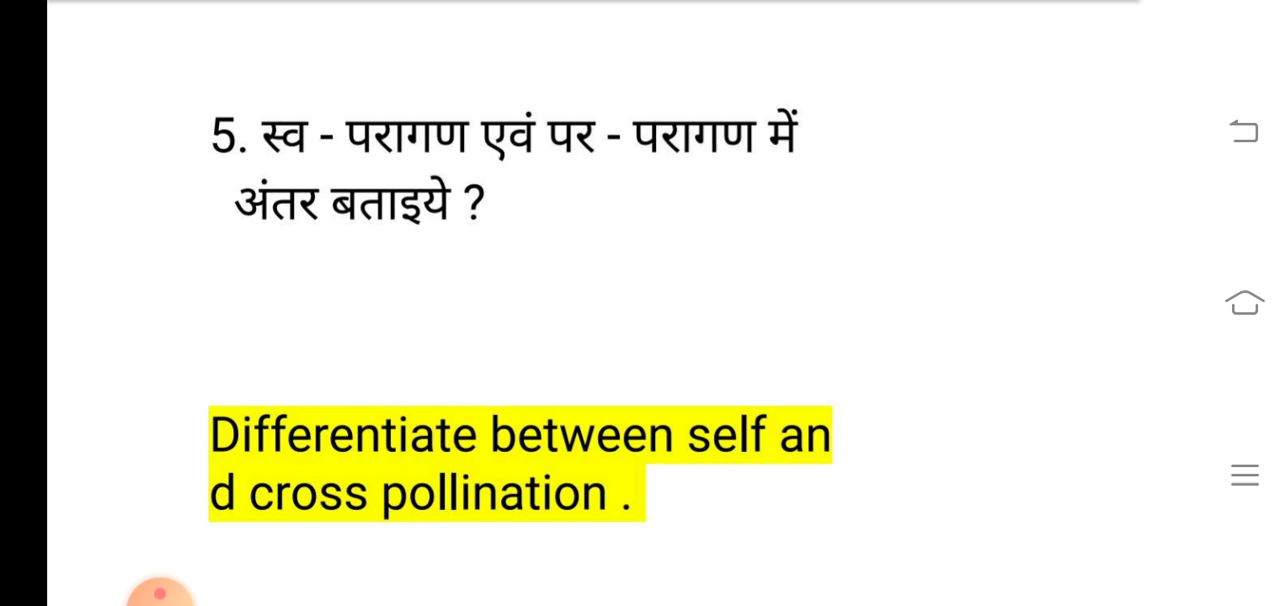 5. स्व - परागण एवं पर - परागण में
अंतर बताइये ?
Differentiate between self an
d cross pollination .